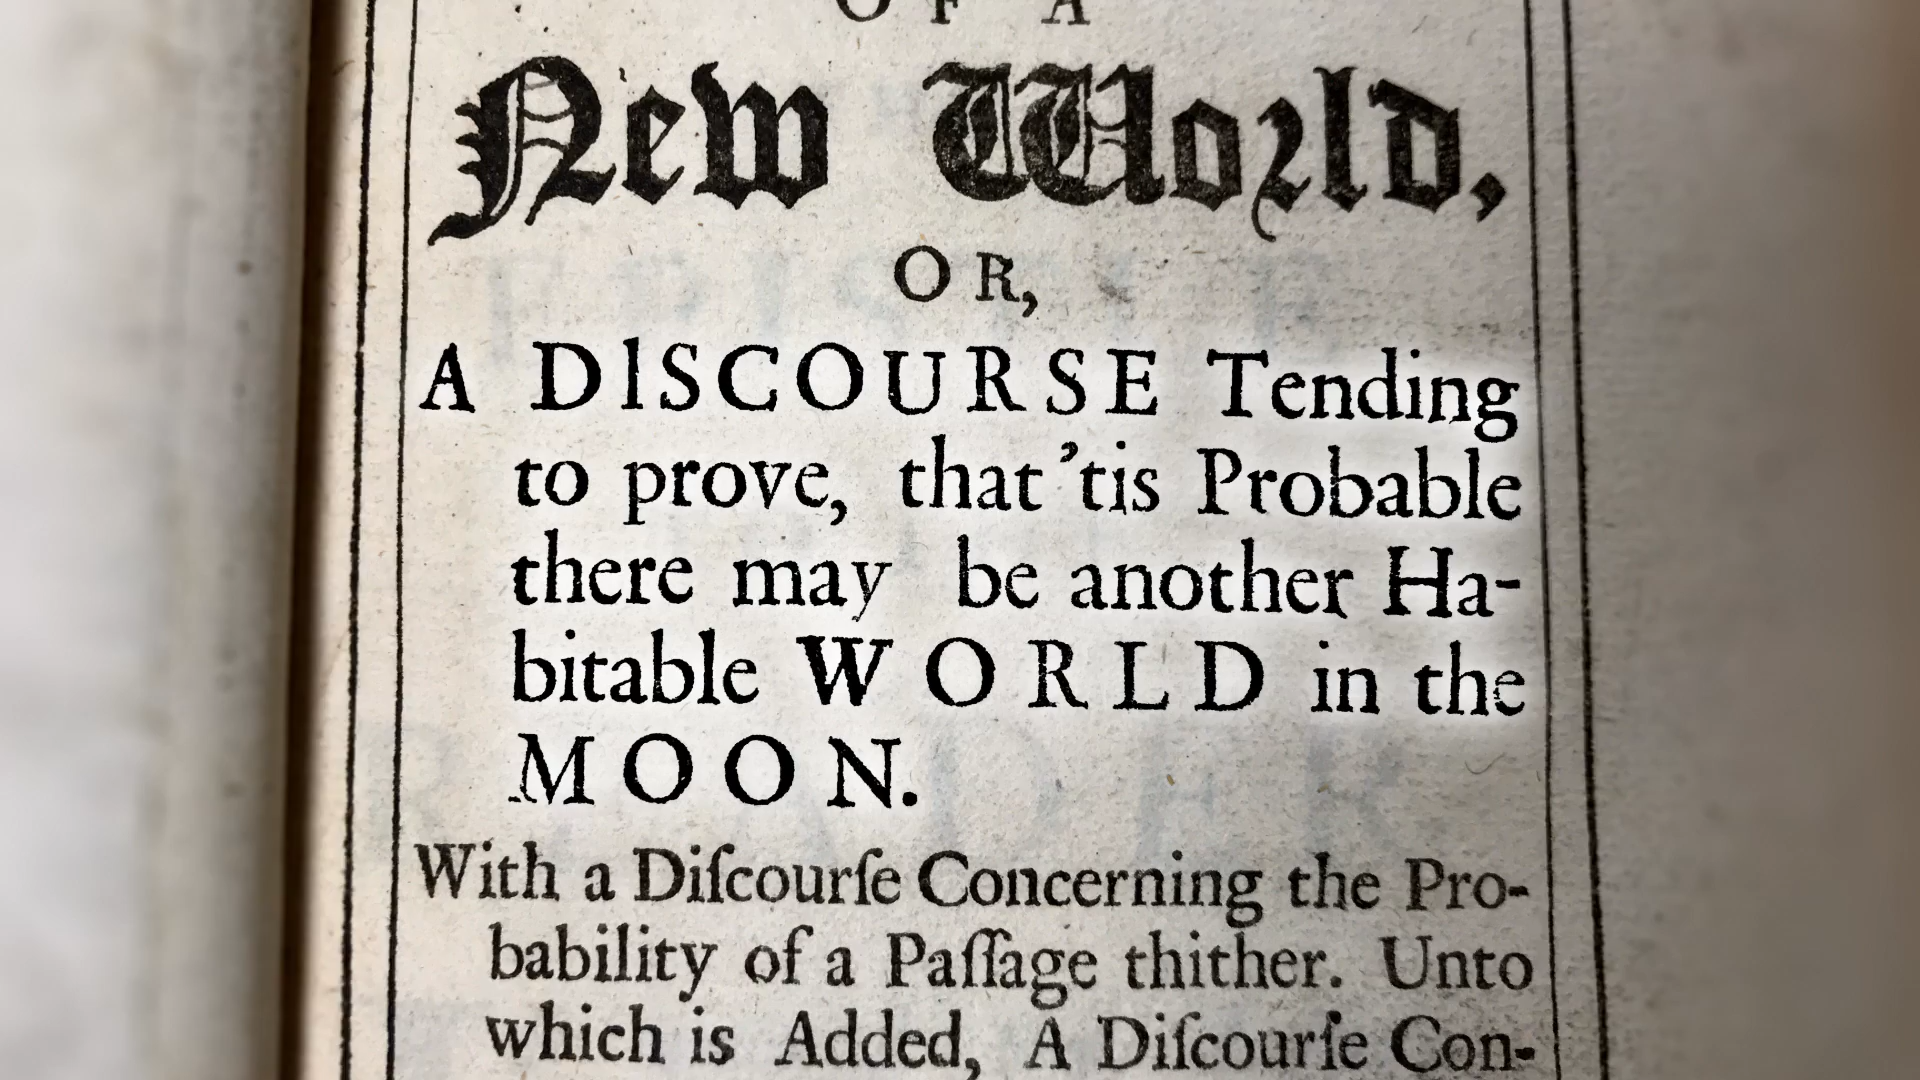 OF A
New World,
OR,
A DISCOURSE Tending
to prove, that 'tis Probable
there may be another Ha-
bitable WORLD in the
MOON.
With a Diſcourſe Concerning the Pro-
bability of a Paſſage thither. Unto
which is Added, A Diſcourſe Con-